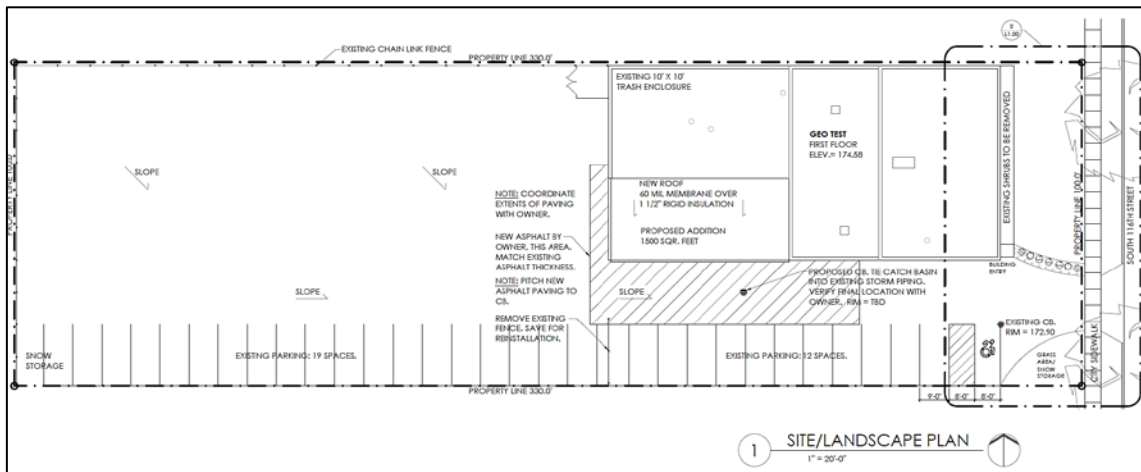 2
L1.00
EXISTING CHAIN LINK FENCE
PROPERTY LINE 330.0'
EXISTING 10' X 10'
TRASH ENCLOSURE
GEO TEST
FIRST FLOOR
ELEV.= 174.58
EXISTING SHRUBS TO BE REMOVED
PROPERTY LINE 100.0'
PROPERTY LINE 100.0'
SOUTH 116TH STREET
SLOPE
SLOPE
NOTE: COORDINATE
EXTENTS OF PAVING
WITH OWNER.
NEW ROOF
60 MIL MEMBRANE OVER
1 1/2" RIGID INSULATION
PROPOSED ADDITION
1500 SQR. FEET
NEW ASPHALT BY
OWNER, THIS AREA.
MATCH EXISTING
ASPHALT THICKNESS.
NOTE: PITCH NEW
ASPHALT PAVING TO
CB.
BUILDING
ENTRY
PROPOSED CB. TIE CATCH BASIN
INTO EXISTING STORM PIPING.
VERIFY FINAL LOCATION WITH
OWNER. RIM = TBD
SLOPE
SLOPE
REMOVE EXISTING
FENCE. SAVE FOR
REINSTALLATION.
EXISTING CB.
RIM = 172.90
SNOW
STORAGE
EXISTING PARKING: 19 SPACES.
EXISTING PARKING: 12 SPACES.
GRASS
AREA/
SNOW
STORAGE
CITY SIDEWALK
PROPERTY LINE 330.0'
9'-0"
8'-0"
8'-0"
1
SITE/LANDSCAPE PLAN
1" = 20'-0"